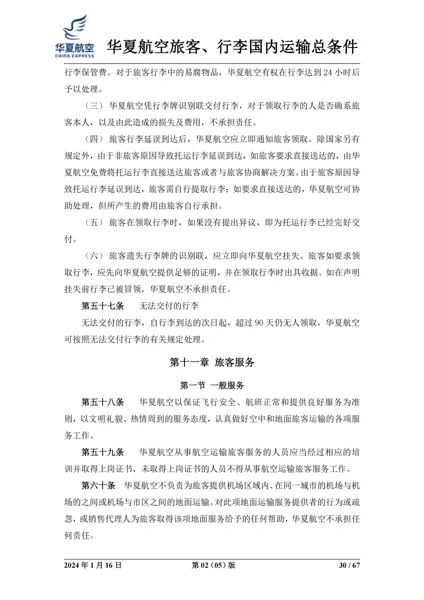 华夏航空
CHINA EXPRESS
华夏航空旅客、行李国内运输总条件
行李保管费。对于旅客行李中的易腐物品，华夏航空有权在行李达到 24 小时后
予以处理。
（三） 华夏航空凭行李牌识别联交付行李，对于领取行李的人是否确系旅
客本人，以及由此造成的损失及费用，不承担责任。
（四） 旅客行李延误到达后，华夏航空应立即通知旅客领取。除国家另有
规定外，由于非旅客原因导致托运行李延误到达，如旅客要求直接送达的，由华
夏航空免费将托运行李直接送达旅客或者与旅客协商解决方案。由于旅客原因导
致托运行李延误到达，旅客需自行提取行李；如要求直接送达的，华夏航空可协
助处理，但所产生的费用由旅客自行承担。
（五） 旅客在领取行李时，如果没有提出异议，即为托运行李已经完好交
付。
（六） 旅客遗失行李牌的识别联，应立即向华夏航空挂失。旅客如要求领
取行李，应先向华夏航空提供足够的证明，并在领取行李时出具收据。如在声明
挂失前行李已被冒领，华夏航空不承担责任。
第五十七条 无法交付的行李
无法交付的行李，自行李到达的次日起，超过 90 天仍无人领取，华夏航空
可按照无法交付行李的有关规定处理。
第十一章 旅客服务
第一节 一般服务
第五十八条 华夏航空以保证飞行安全、航班正常和提供良好服务为准
则，以文明礼貌、热情周到的服务态度，认真做好空中和地面旅客运输的各项服
务工作。
第五十九条 华夏航空从事航空运输旅客服务的人员应当经过相应的培
训并取得上岗证书，未取得上岗证书的人员不得从事航空运输旅客服务工作。
第六十条 华夏航空不负责为旅客提供机场区域内、在同一城市的机场与机
场的之间或机场与市区之间的地面运输。对此项地面运输服务提供者的行为或疏
忽，或销售代理人为旅客取得该项地面服务给予的任何帮助，华夏航空不承担任
何责任。
2024 年 1 月 16 日 第 02（05）版 30 / 67